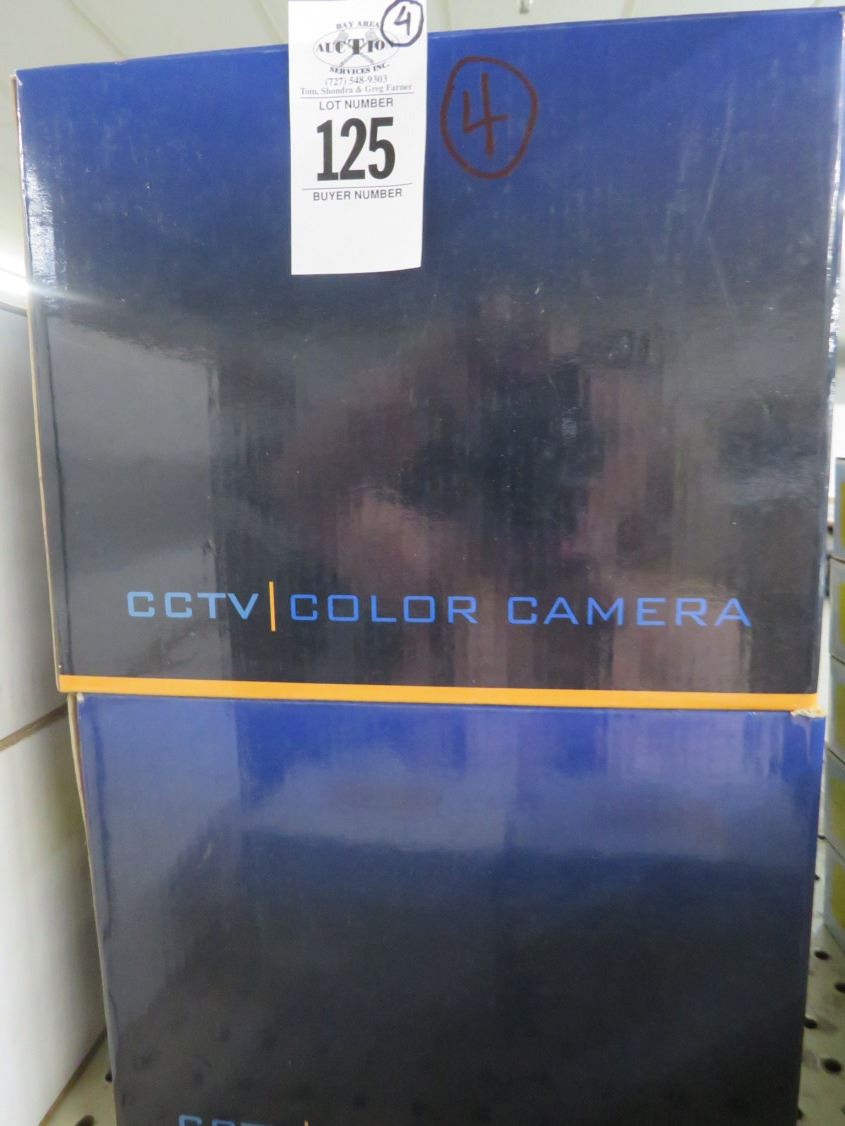 4
BAY AREA
AUCTION
SERVICES INC.
(727) 548-9303
Tom, Shondra & Greg Farner
LOT NUMBER
125
BUYER NUMBER
4
CCTV | COLOR CAMERA
CCTV